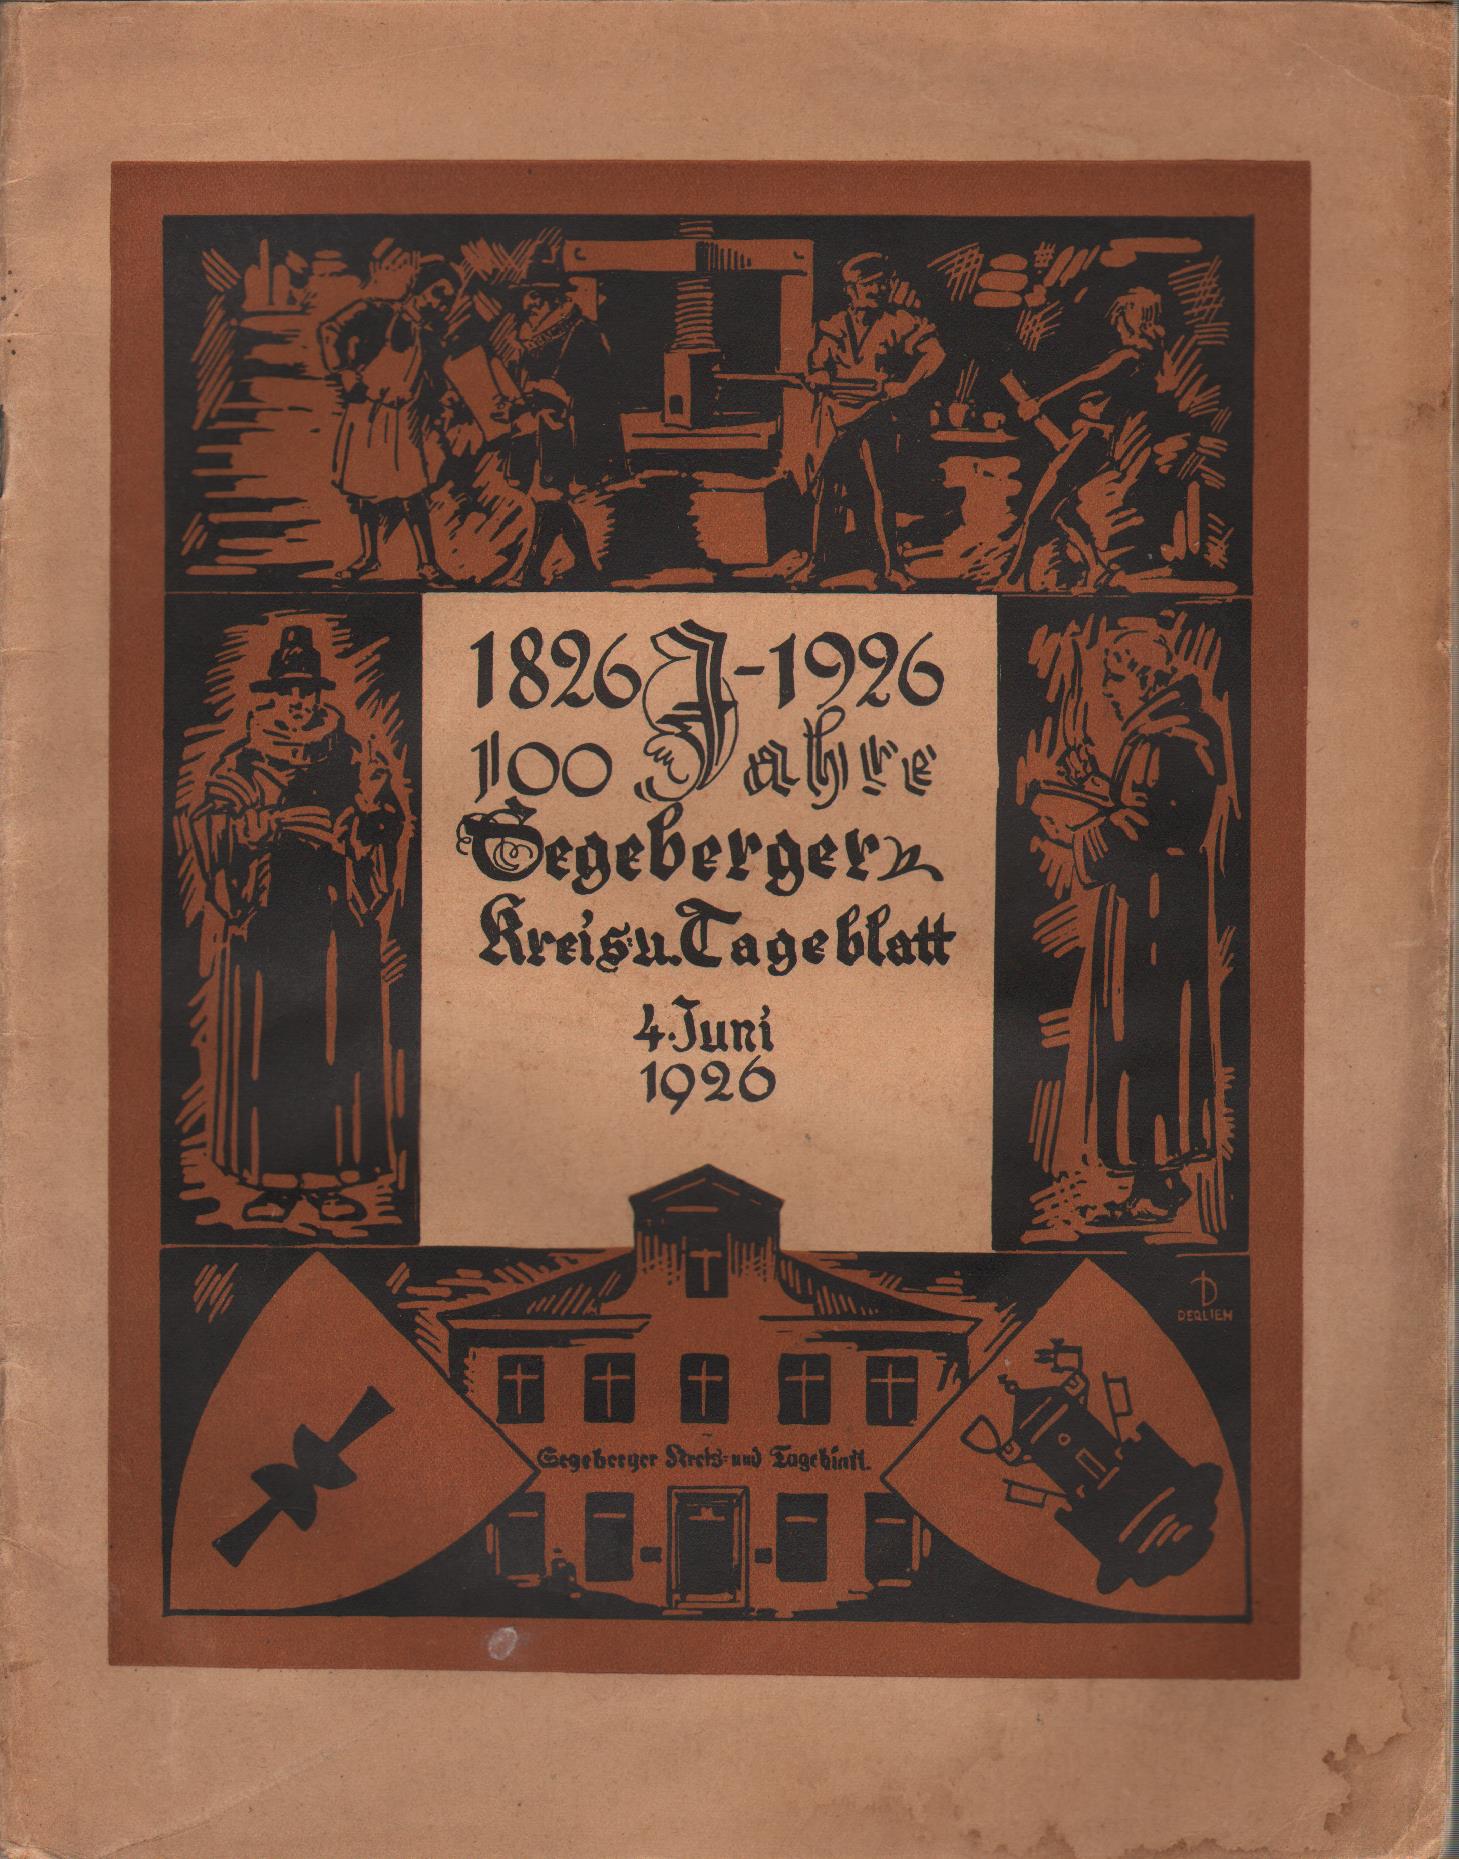 1826-1926
100 Jahre
Segeberger
Kreis- u. Tageblatt
4. Juni
1926
DERLIEN
Segeberger Kreis- und Tageblatt.